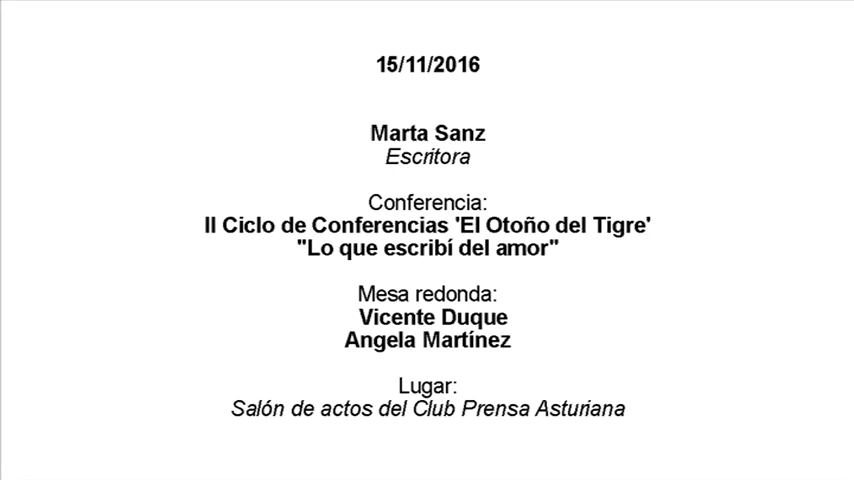 15/11/2016
Marta Sanz
Escritora
Conferencia:
II Ciclo de Conferencias 'El Otoño del Tigre'
"Lo que escribí del amor"
Mesa redonda:
Vicente Duque
Angela Martínez
Lugar:
Salón de actos del Club Prensa Asturiana